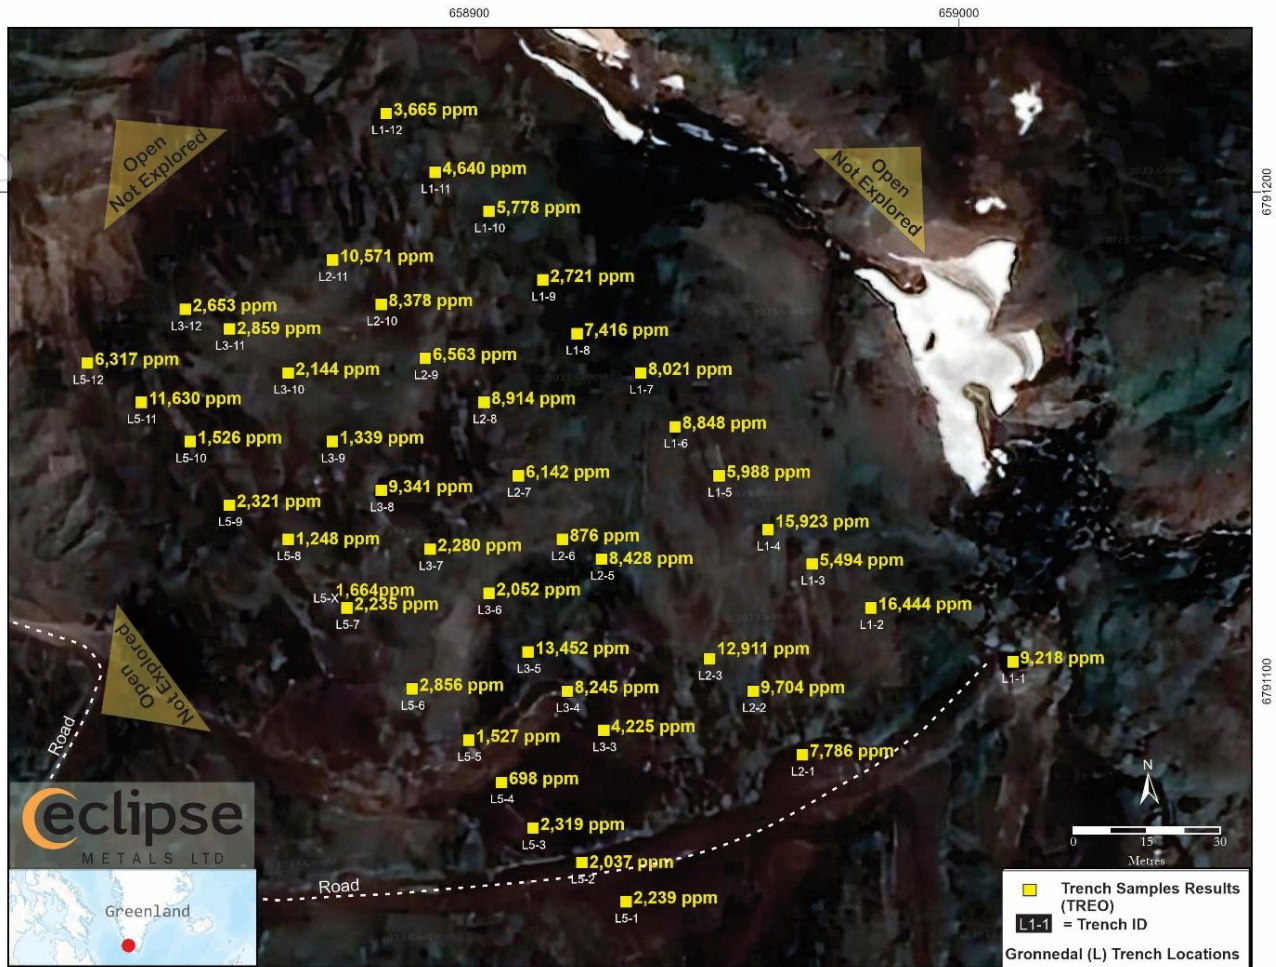 658900
659000
3,665 ppm
L1-12
Open
Not Explored
Open
Not Explored
4,640 ppm
L1-11
6791200
5,778 ppm
L1-10
10,571 ppm
L2-11
2,721 ppm
L1-9
2,653 ppm
L3-12
8,378 ppm
L2-10
2,859 ppm
L3-11
7,416 ppm
L1-8
6,317 ppm
L5-12
6,563 ppm
L2-9
2,144 ppm
L3-10
8,021 ppm
L1-7
11,630 ppm
L5-11
8,914 ppm
L2-8
8,848 ppm
L1-6
1,526 ppm
L5-10
1,339 ppm
L3-9
6,142 ppm
L2-7
5,988 ppm
L1-5
9,341 ppm
L3-8
2,321 ppm
L5-9
15,923 ppm
L1-4
1,248 ppm
L5-8
2,280 ppm
L3-7
876 ppm
L2-6
8,428 ppm
L2-5
5,494 ppm
L1-3
1,664ppm
L5-X
2,235 ppm
L5-7
2,052 ppm
L3-6
16,444 ppm
L1-2
13,452 ppm
L3-5
12,911 ppm
L2-3
9,218 ppm
L1-1
Open
Not Explored
2,856 ppm
L5-6
8,245 ppm
L3-4
9,704 ppm
L2-2
6791100
Road
1,527 ppm
L5-5
4,225 ppm
L3-3
7,786 ppm
L2-1
698 ppm
L5-4
N
eclipse
METALS LTD
2,319 ppm
L5-3
0 15 30
Metres
2,037 ppm
L5-2
Road
2,239 ppm
L5-1
Greenland
Trench Samples Results
(TREO)
L1-1 = Trench ID
Gronnedal (L) Trench Locations